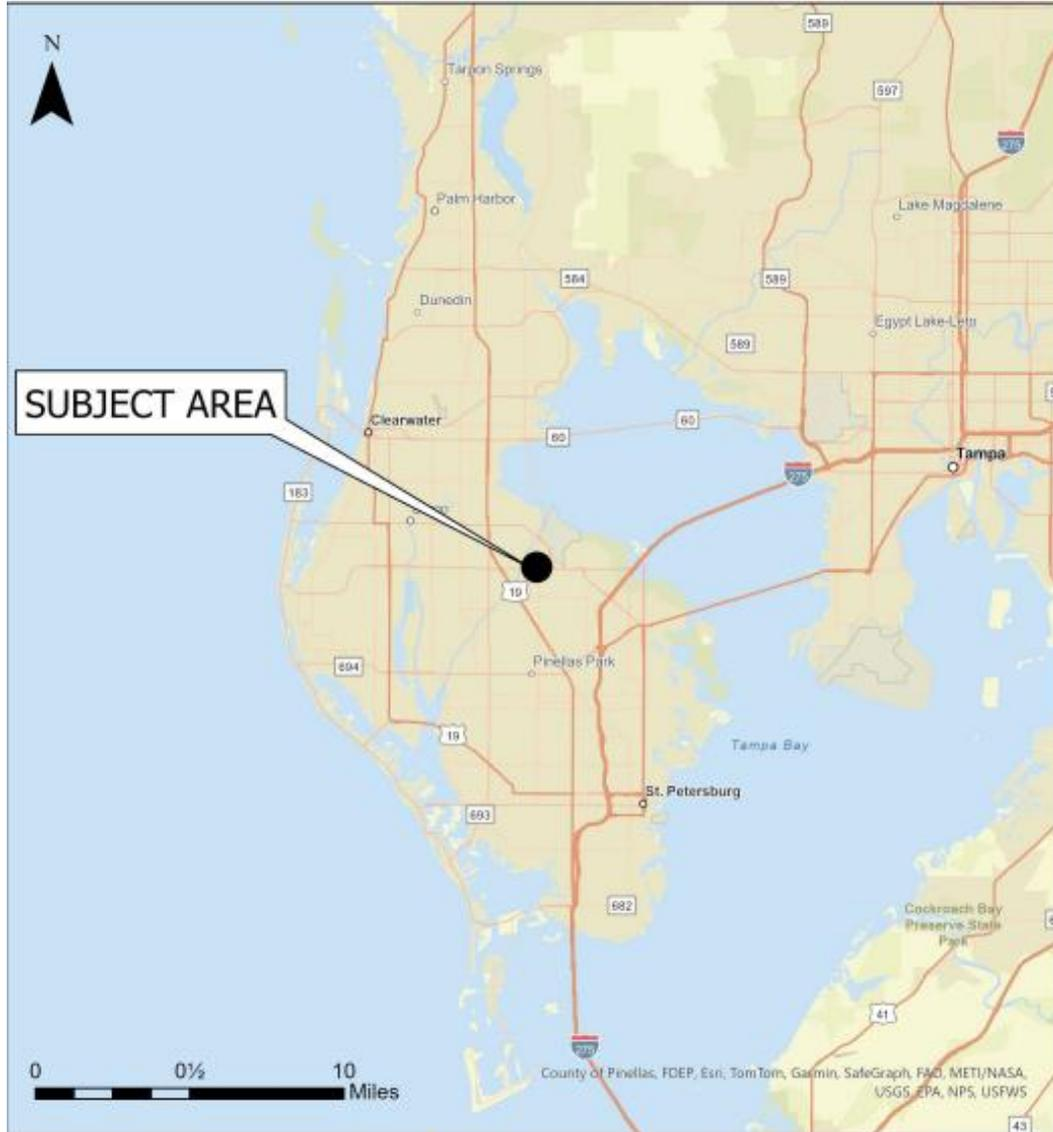 N
589
Tarpon Springs
597
275
Palm Harbor
Lake Magdalene
584
589
Dunedin
Egypt Lake-Leto
589
SUBJECT AREA
Clearwater
60
60
Tampa
275
183
19
694
Pinellas Park
19
Tampa Bay
St. Petersburg
693
682
Cockroach Bay
Preserve State
Park
41
275
0
0½
10
Miles
County of Pinellas, FDEP, Esri, TomTom, Garmin, SafeGraph, FAO, METI/NASA,
USGS, EPA, NPS, USFWS
43